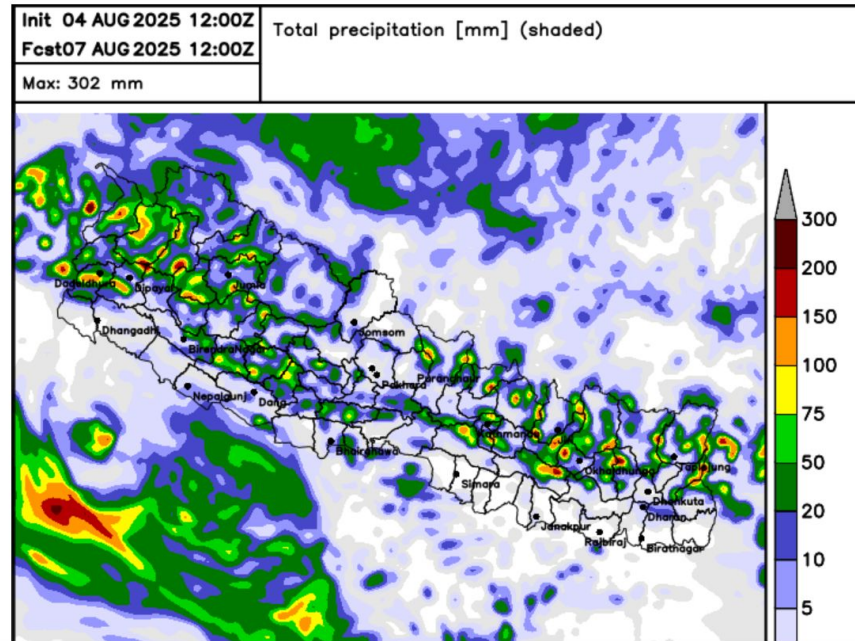 Init 04 AUG 2025 12:00Z
Fcst07 AUG 2025 12:00Z
Max: 302 mm
Total precipitation [mm] (shaded)
300
200
150
100
75
50
20
10
5
Dadeldhura
Dipayal
Jumla
Dhangadhi
BirendraNagar
Jomsom
Nepalgunj
Dang
Pokhara
Bhairahawa
Kathmandu
Simara
Okhaldhunga
Taplejung
Dhankuta
Dharan
Janakpur
Rajbiraj
Biratnagar